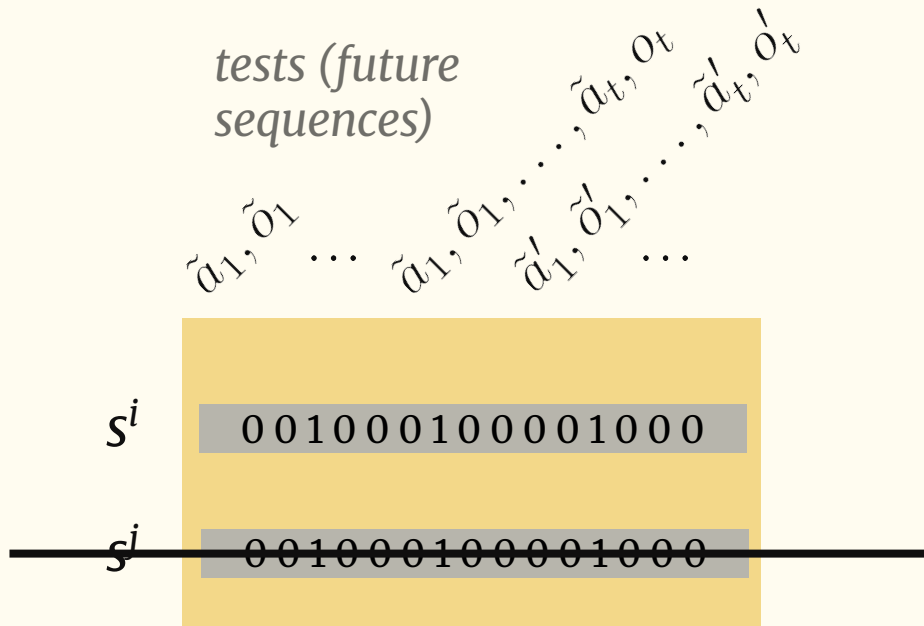 tests (future
sequences)
ã₁, õ₁
...
ã₁, õ₁, . . . , ãₜ, oₜ
ã′₁, õ′₁, . . . , ã′ₜ, o′ₜ
...
sⁱ
0 0 1 0 0 0 1 0 0 0 0 1 0 0 0
sʲ
0 0 1 0 0 0 1 0 0 0 0 1 0 0 0